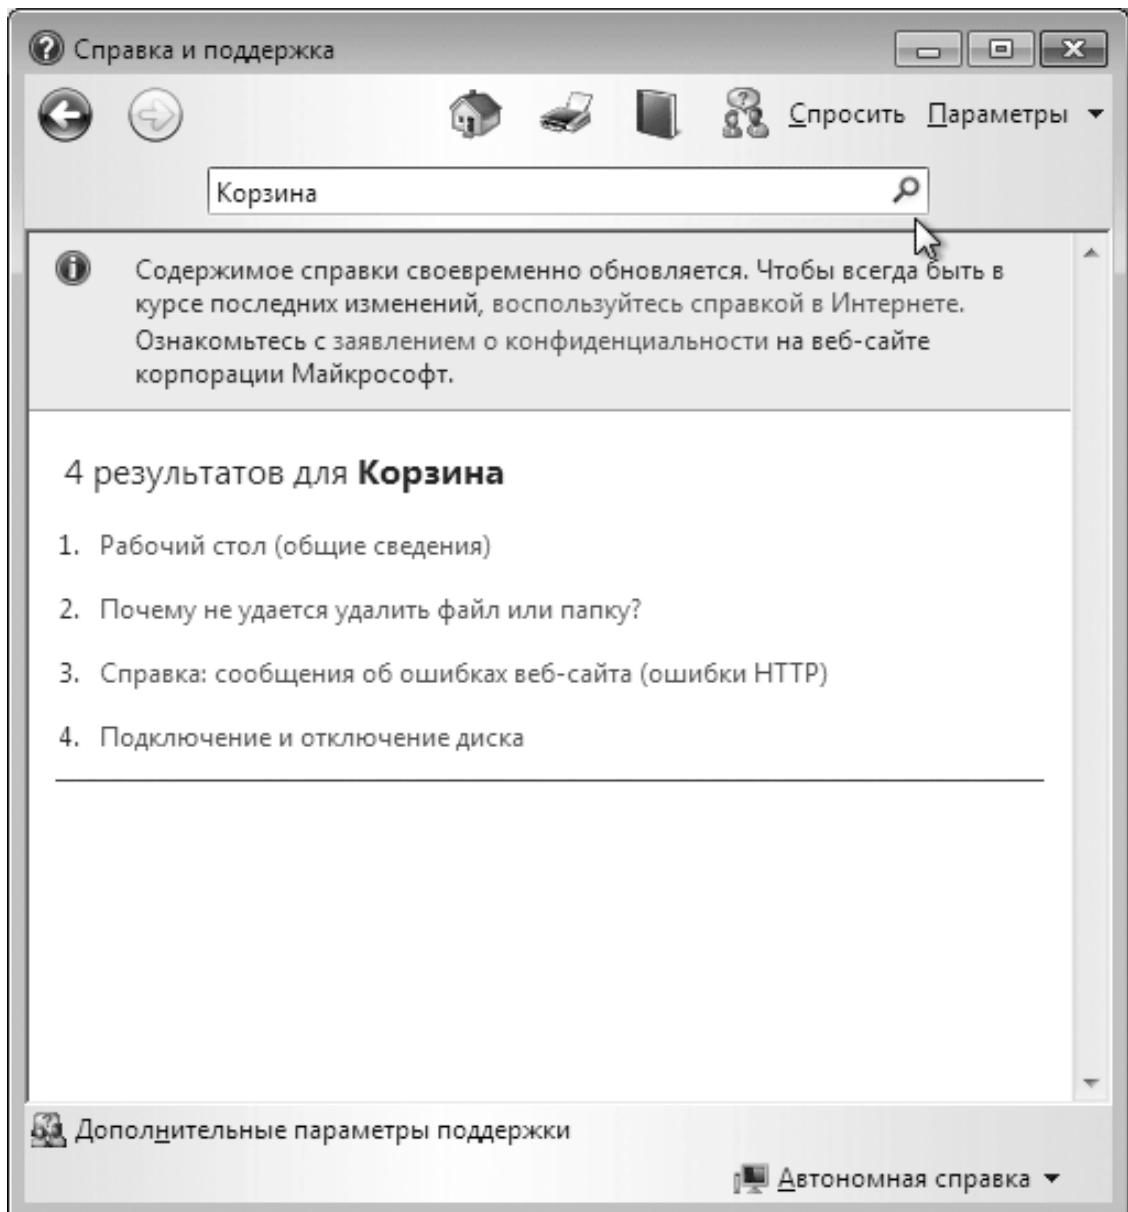 Справка и поддержка
Спросить Параметры
Корзина
Содержимое справки своевременно обновляется. Чтобы всегда быть в
курсе последних изменений, воспользуйтесь справкой в Интернете.
Ознакомьтесь с заявлением о конфиденциальности на веб-сайте
корпорации Майкрософт.
4 результатов для Корзина
1. Рабочий стол (общие сведения)
2. Почему не удается удалить файл или папку?
3. Справка: сообщения об ошибках веб-сайта (ошибки HTTP)
4. Подключение и отключение диска
Дополнительные параметры поддержки
Автономная справка